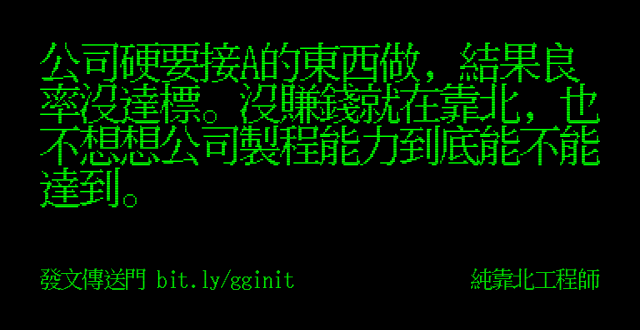 公司硬要接A的東西做，結果良
率沒達標。沒賺錢就在靠北，也
不想想公司製程能力到底能不能
達到。
發文傳送門 bit.ly/gginit
純靠北工程師